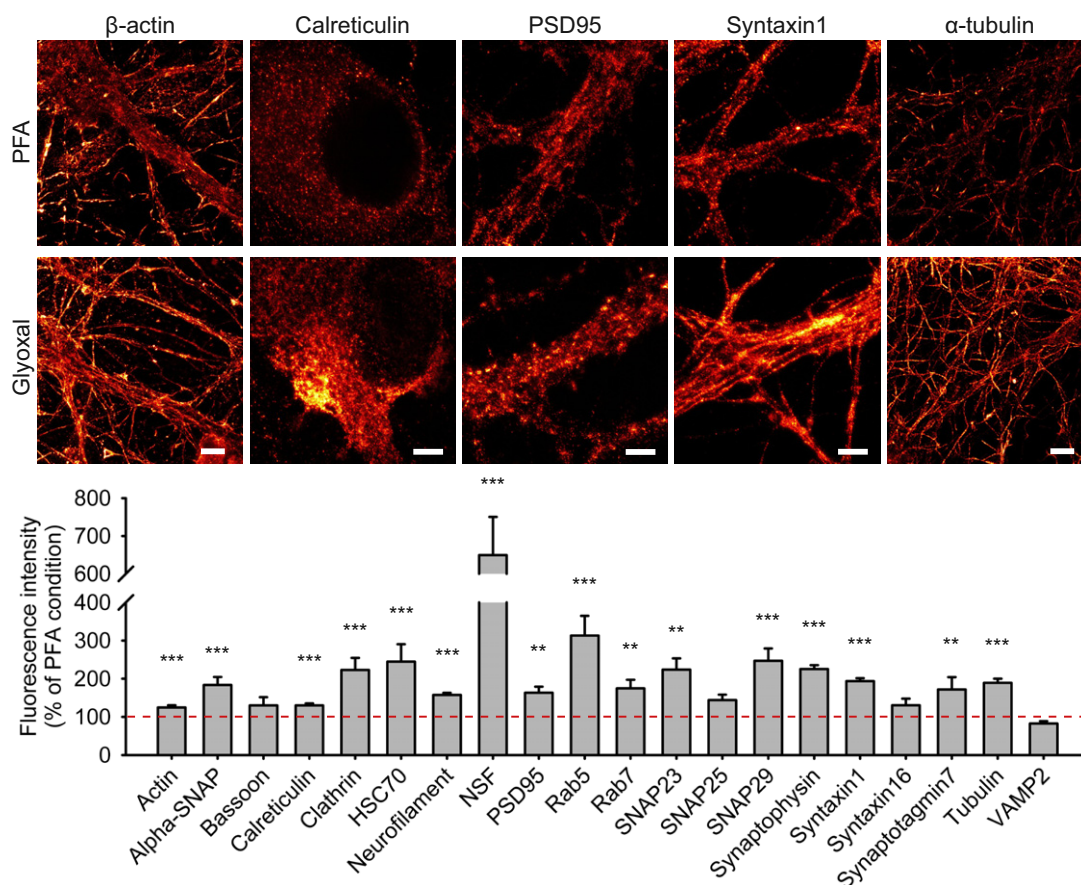 β-actin Calreticulin PSD95 Syntaxin1 α-tubulin
PFA
Glyoxal
Fluorescence intensity
(% of PFA condition)
800
700
600
400
300
200
100
0
***
***
***
***
***
***
***
**
***
**
**
***
***
***
**
***
Actin
Alpha-SNAP
Bassoon
Calreticulin
Clathrin
HSC70
Neurofilament
NSF
PSD95
Rab5
Rab7
SNAP23
SNAP25
SNAP29
Synaptophysin
Syntaxin1
Syntaxin16
Synaptotagmin7
Tubulin
VAMP2